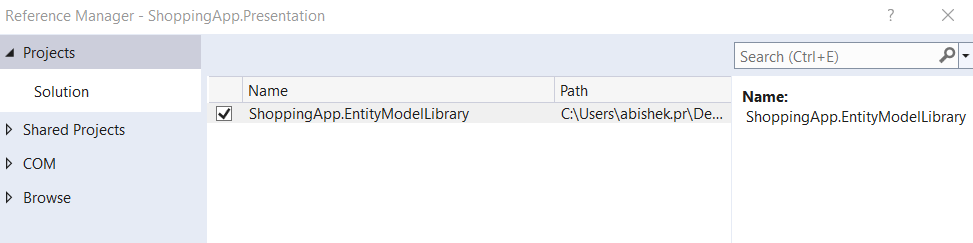 Reference Manager - ShoppingApp.Presentation
? ×
Projects
Search (Ctrl+E)
Solution
Shared Projects
COM
Browse
Name Path
ShoppingApp.EntityModelLibrary C:\Users\abishek.pr\De...
Name:
ShoppingApp.EntityModelLibrary